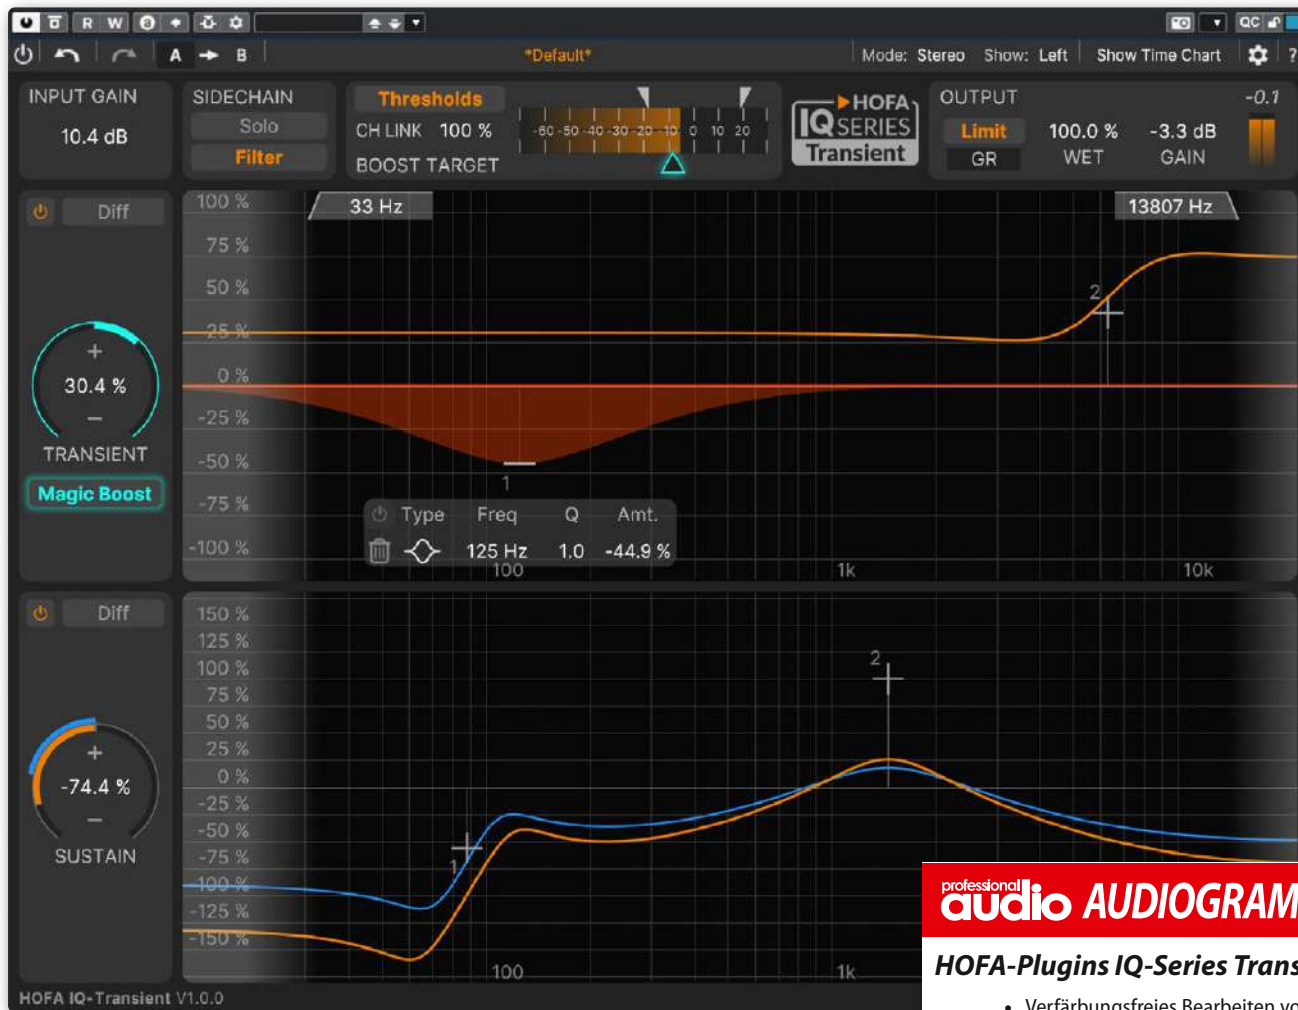 R W a QC
A B *Default* Mode: Stereo Show: Left Show Time Chart ?
INPUT GAIN
10.4 dB
SIDECHAIN
Solo
Filter
Thresholds
CH LINK 100 %
BOOST TARGET
-60 -50 -40 -30 -20 -10 0 10 20
HOFA
IQ SERIES
Transient
OUTPUT -0.1
Limit 100.0 % -3.3 dB
GR WET GAIN
Diff
30.4 %
TRANSIENT
Magic Boost
33 Hz 13807 Hz
100 %
75 %
50 %
25 %
0 %
-25 %
-50 %
-75 %
-100 %
2
1
Type Freq Q Amt.
125 Hz 1.0 -44.9 %
100 1k 10k
Diff
-74.4 %
SUSTAIN
150 %
125 %
100 %
75 %
50 %
25 %
0 %
-25 %
-50 %
-75 %
-100 %
-125 %
-150 %
2
1
100 1k
HOFA IQ-Transient V1.0.0
professional audio AUDIOGRAM
HOFA-Plugins IQ-Series Trans
• Verfärbungsfreies Bearbeiten vo